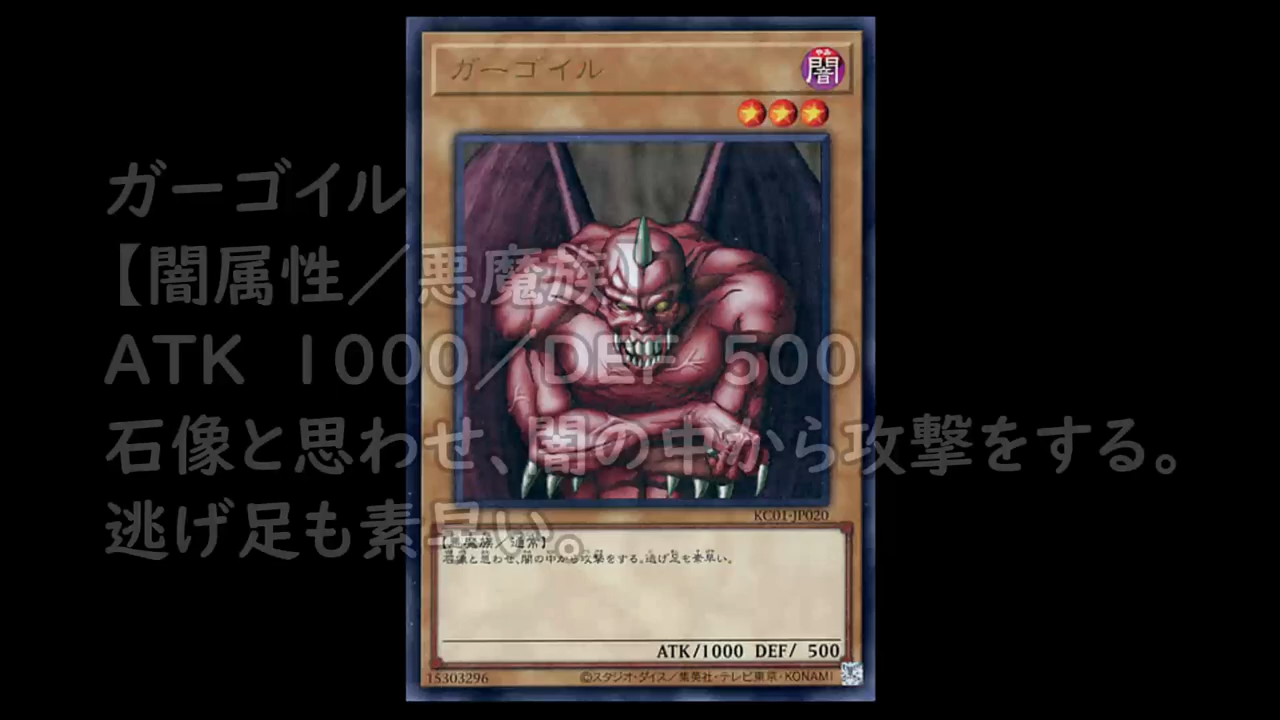 ガーゴイル
闇
やみ
ガーゴイル
【闇属性／悪魔族】
ATK 1000／DEF 500
石像と思わせ、闇の中から攻撃をする。
逃げ足も素早い。
KC01-JP020
【悪魔族／通常】
石像と思わせ、闇の中から攻撃をする。逃げ足も素早い。
ATK/1000 DEF/ 500
15303296
©スタジオ・ダイス／集英社・テレビ東京・KONAMI